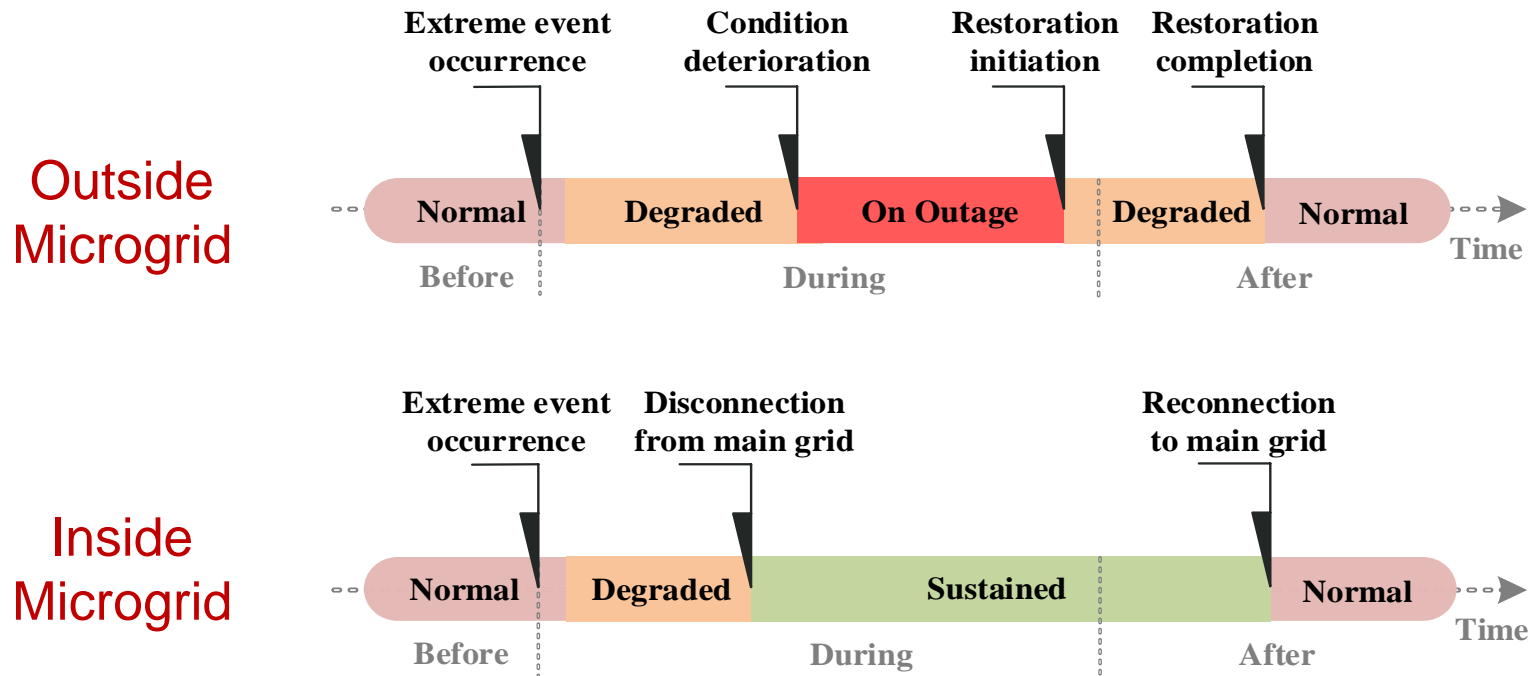 Extreme event
occurrence
Condition
deterioration
Restoration
initiation
Restoration
completion
Outside
Microgrid
Normal
Degraded
On Outage
Degraded
Normal
Time
Before
During
After
Extreme event
occurrence
Disconnection
from main grid
Reconnection
to main grid
Inside
Microgrid
Normal
Degraded
Sustained
Normal
Time
Before
During
After